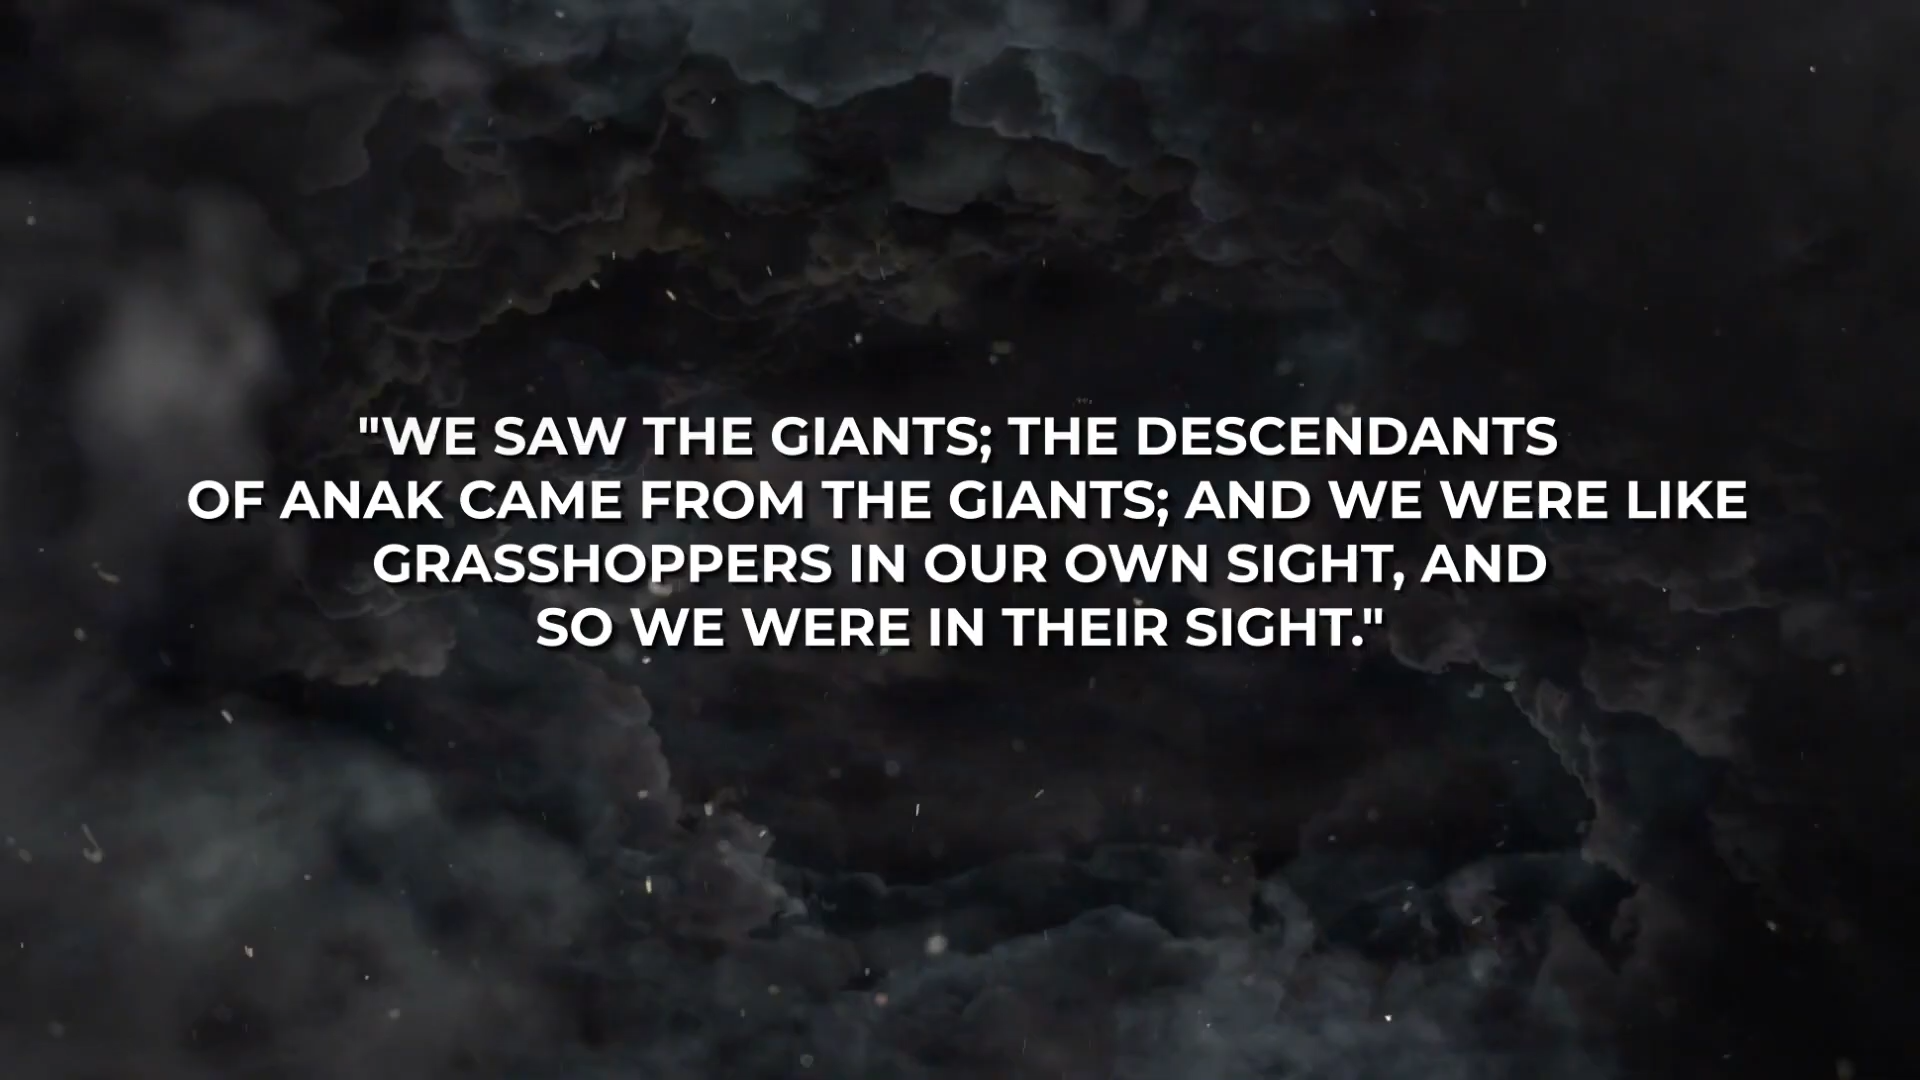 "WE SAW THE GIANTS; THE DESCENDANTS
OF ANAK CAME FROM THE GIANTS; AND WE WERE LIKE
GRASSHOPPERS IN OUR OWN SIGHT, AND
SO WE WERE IN THEIR SIGHT."